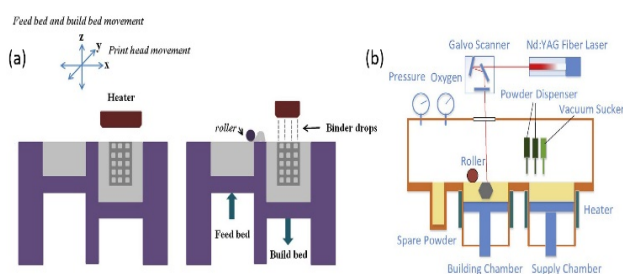 Feed bed and build bed movement
z
y
x
Print head movement
(a)
Heater
roller
Binder drops
Feed bed
Build bed
(b)
Galvo Scanner
Nd:YAG Fiber Laser
Pressure Oxygen
Powder Dispenser
Vacuum Sucker
Roller
Heater
Spare Powder
Building Chamber
Supply Chamber